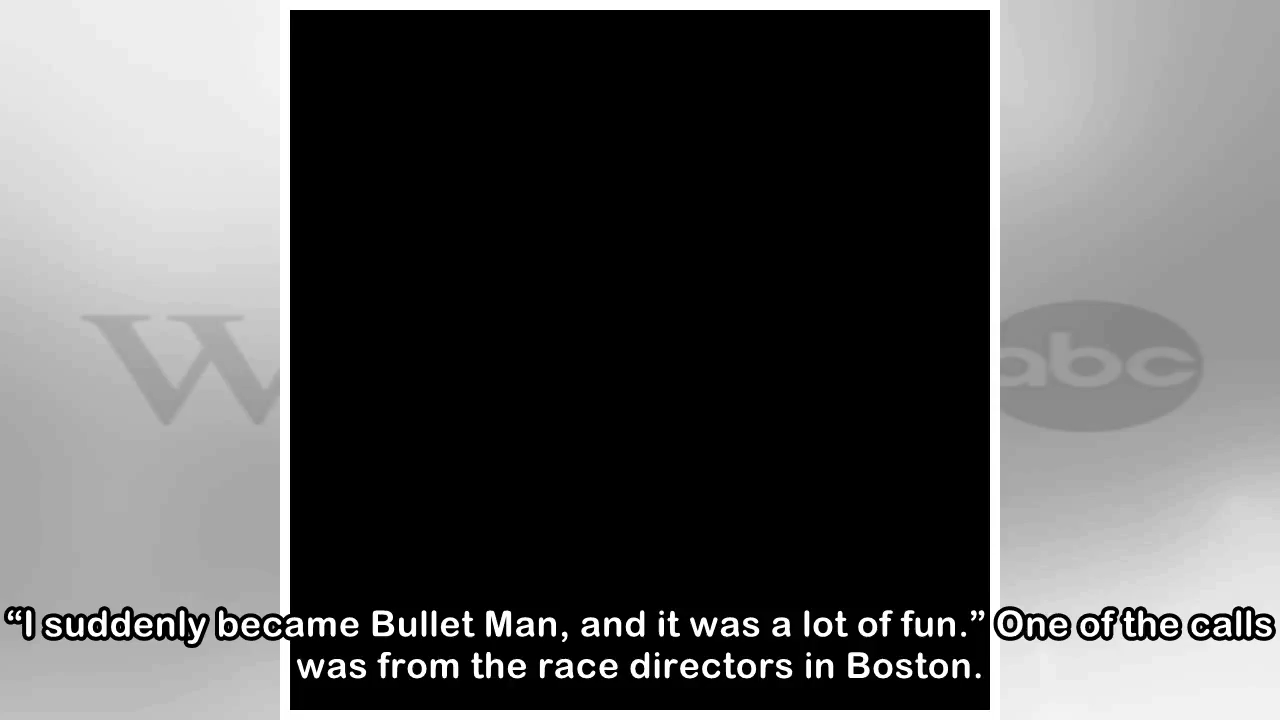 W
abc
“I suddenly became Bullet Man, and it was a lot of fun.” One of the calls
was from the race directors in Boston.